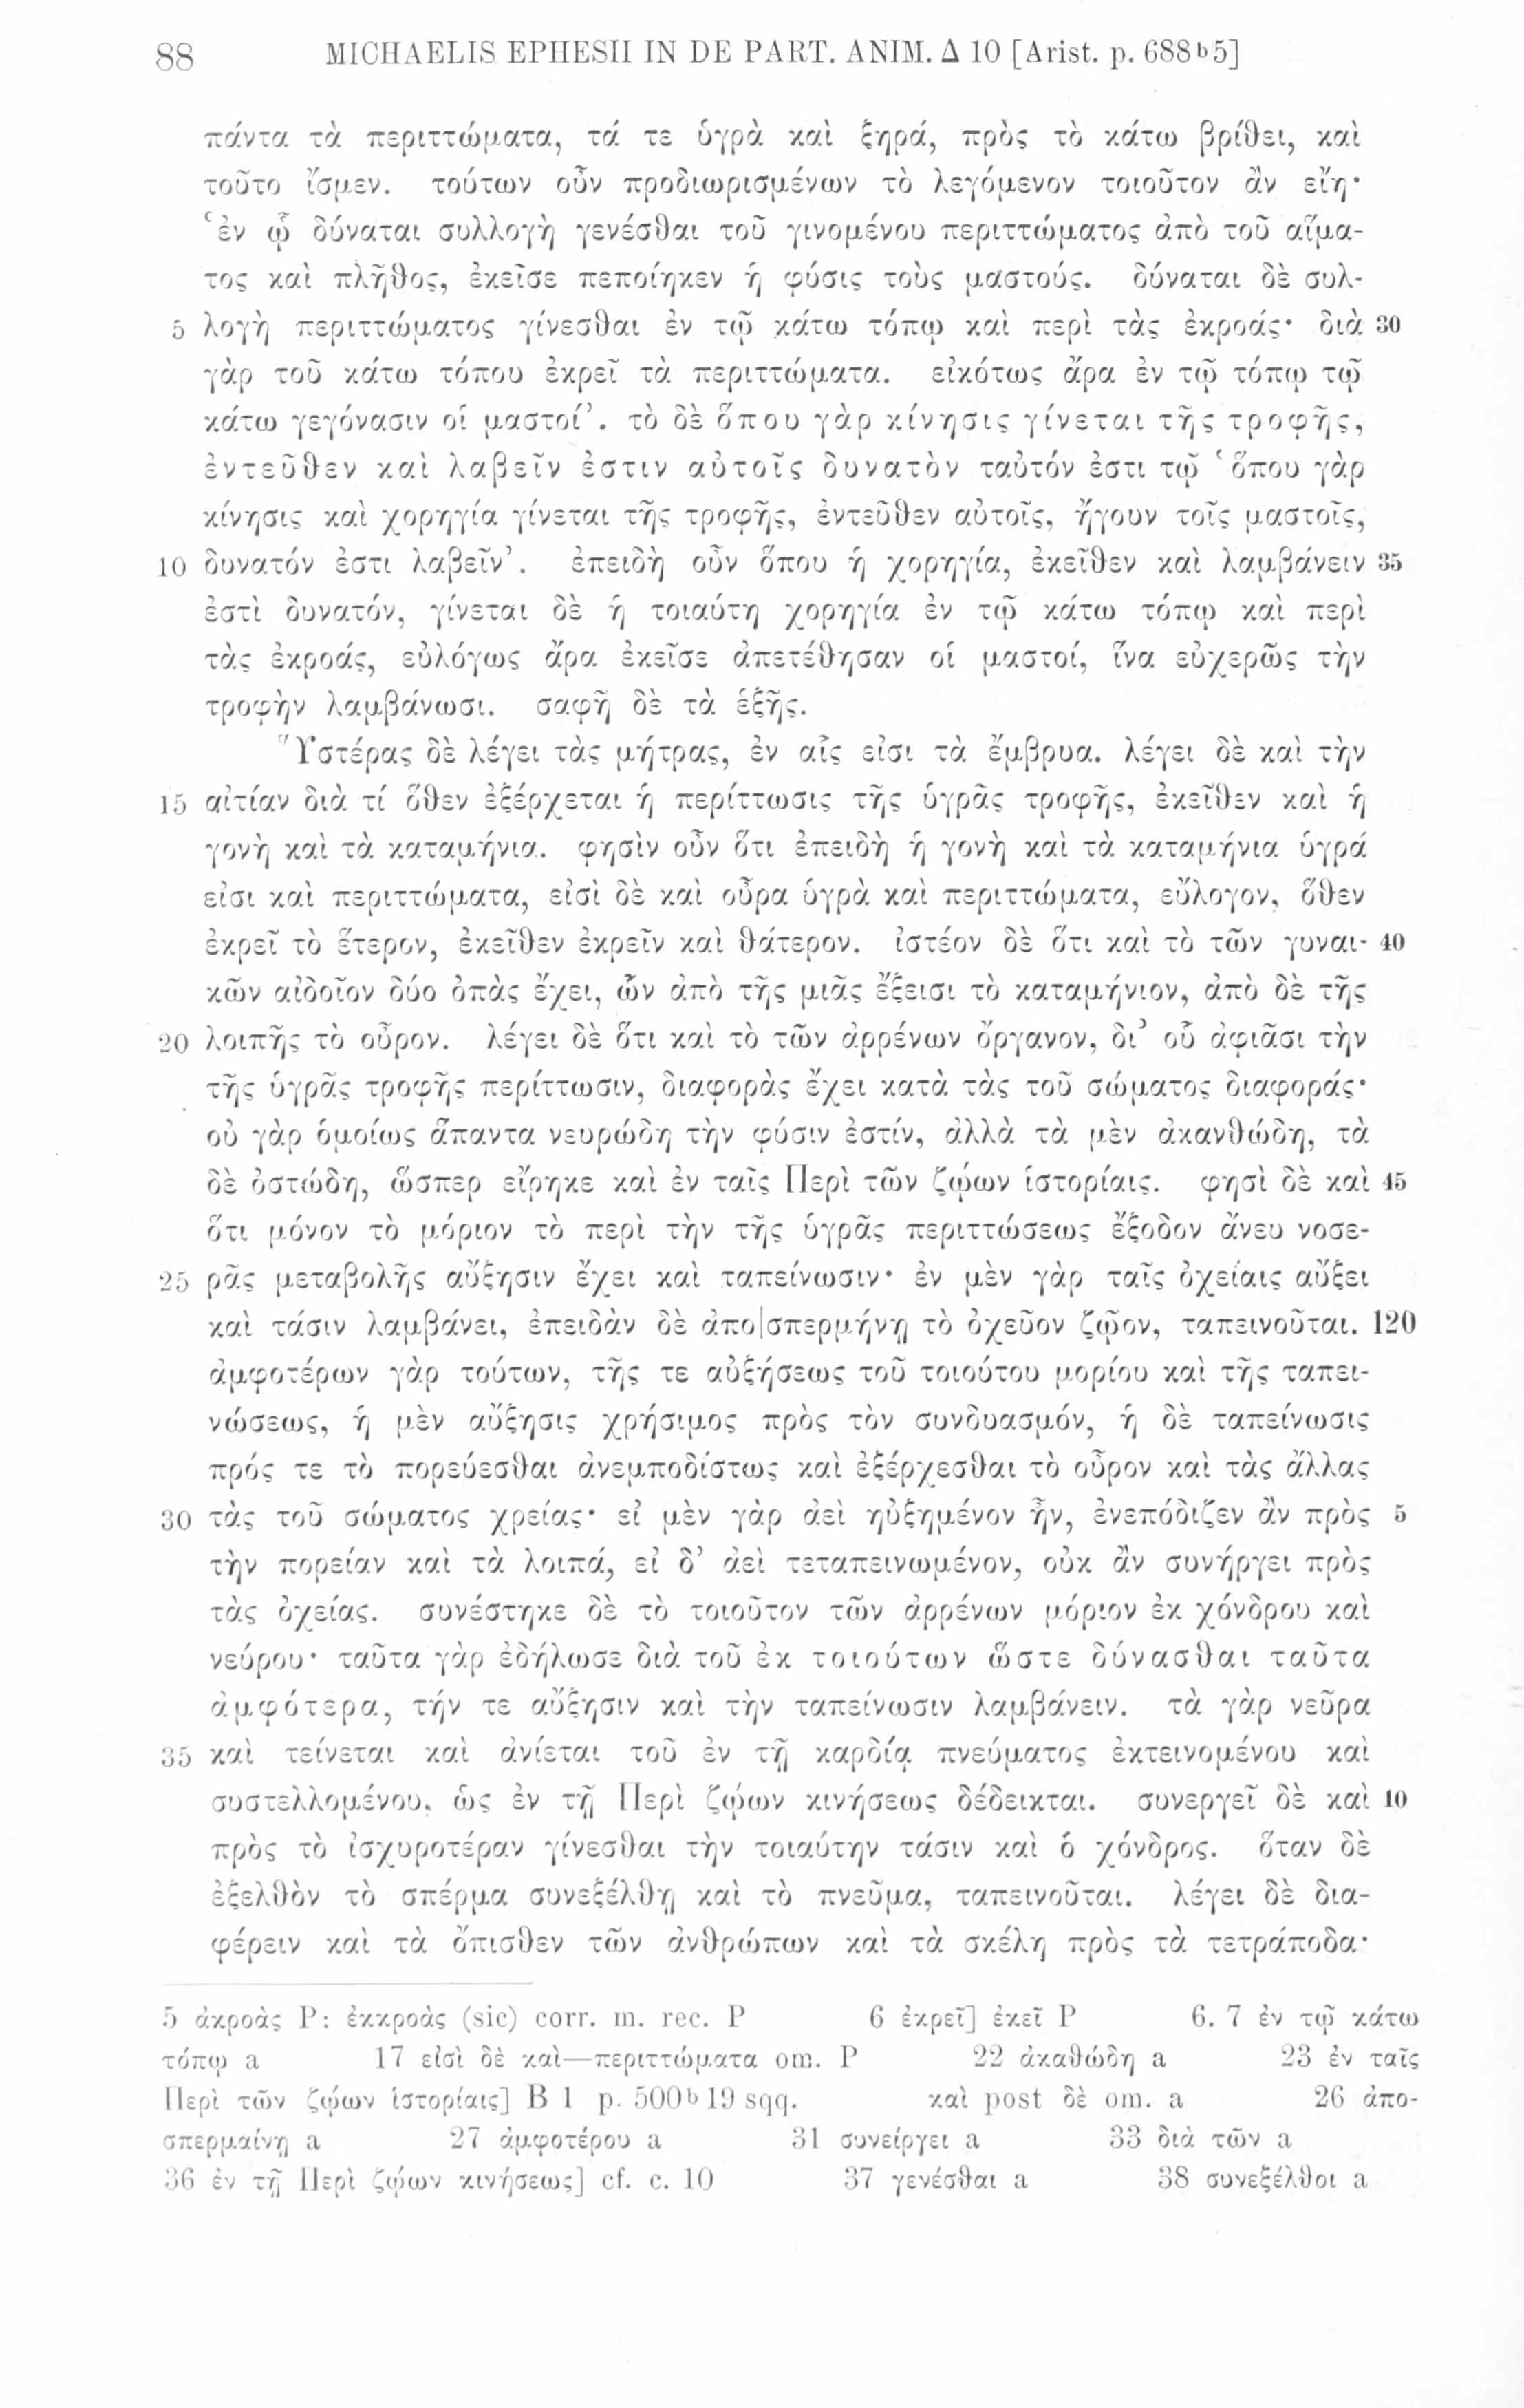 88 MICHAELIS EPHESII IN DE PART. ANIM. Δ 10 [Arist. p. 688b5]
πάντα τὰ περιττώματα, τά τε ὑγρὰ καὶ ξηρά, πρὸς τὸ κάτω βρίθει, καὶ
τοῦτο ἴσμεν. τούτων οὖν προδιωρισμένων τὸ λεγόμενον τοιοῦτον ἂν εἴη·
‘ἐν ᾧ δύναται συλλογὴ γενέσθαι τοῦ γινομένου περιττώματος ἀπὸ τοῦ αἵμα-
τος καὶ πλῆθος, ἐκεῖσε πεποίηκεν ἡ φύσις τοὺς μαστούς. δύναται δὲ συλ-
5 λογὴ περιττώματος γίνεσθαι ἐν τῷ κάτω τόπῳ καὶ περὶ τὰς ἐκροάς· διὰ 30
γὰρ τοῦ κάτω τόπου ἐκρεῖ τὰ περιττώματα. εἰκότως ἄρα ἐν τῷ τόπῳ τῷ
κάτω γεγόνασιν οἱ μαστοί’. τὸ δὲ ὅπου γὰρ κίνησις γίνεται τῆς τροφῆς,
ἐντεῦθεν καὶ λαβεῖν ἐστιν αὐτοῖς δυνατὸν ταὐτόν ἐστι τῷ ‘ὅπου γὰρ
κίνησις καὶ χορηγία γίνεται τῆς τροφῆς, ἐντεῦθεν αὐτοῖς, ἤγουν τοῖς μαστοῖς,
10 δυνατόν ἐστι λαβεῖν’. ἐπειδὴ οὖν ὅπου ἡ χορηγία, ἐκεῖθεν καὶ λαμβάνειν 35
ἐστὶ δυνατόν, γίνεται δὲ ἡ τοιαύτη χορηγία ἐν τῷ κάτω τόπῳ καὶ περὶ
τὰς ἐκροάς, εὐλόγως ἄρα ἐκεῖσε ἀπετέθησαν οἱ μαστοί, ἵνα εὐχερῶς τὴν
τροφὴν λαμβάνωσι. σαφῆ δὲ τὰ ἑξῆς.
Ὑστέρας δὲ λέγει τὰς μήτρας, ἐν αἷς εἰσι τὰ ἔμβρυα. λέγει δὲ καὶ τὴν
15 αἰτίαν διὰ τί ὅθεν ἐξέρχεται ἡ περίττωσις τῆς ὑγρᾶς τροφῆς, ἐκεῖθεν καὶ ἡ
γονὴ καὶ τὰ καταμήνια. φησὶν οὖν ὅτι ἐπειδὴ ἡ γονὴ καὶ τὰ καταμήνια ὑγρά
εἰσι καὶ περιττώματα, εἰσὶ δὲ καὶ οὖρα ὑγρὰ καὶ περιττώματα, εὔλογον, ὅθεν
ἐκρεῖ τὸ ἕτερον, ἐκεῖθεν ἐκρεῖν καὶ θάτερον. ἰστέον δὲ ὅτι καὶ τὸ τῶν γυναι- 40
κῶν αἰδοῖον δύο ὀπὰς ἔχει, ὧν ἀπὸ τῆς μιᾶς ἔξεισι τὸ καταμήνιον, ἀπὸ δὲ τῆς
20 λοιπῆς τὸ οὖρον. λέγει δὲ ὅτι καὶ τὸ τῶν ἀρρένων ὄργανον, δι’ οὗ ἀφιᾶσι τὴν
τῆς ὑγρᾶς τροφῆς περίττωσιν, διαφορὰς ἔχει κατὰ τὰς τοῦ σώματος διαφοράς·
οὐ γὰρ ὁμοίως ἅπαντα νευρώδη τὴν φύσιν ἐστίν, ἀλλὰ τὰ μὲν ἀκανθώδη, τὰ
δὲ ὀστώδη, ὥσπερ εἴρηκε καὶ ἐν ταῖς Περὶ τῶν ζῴων ἱστορίαις. φησὶ δὲ καὶ 45
ὅτι μόνον τὸ μόριον τὸ περὶ τὴν τῆς ὑγρᾶς περιττώσεως ἔξοδον ἄνευ νοσε-
25 ρᾶς μεταβολῆς αὔξησιν ἔχει καὶ ταπείνωσιν· ἐν μὲν γὰρ ταῖς ὀχείαις αὔξει
καὶ τάσιν λαμβάνει, ἐπειδὰν δὲ ἀπο|σπερμήνῃ τὸ ὀχεῦον ζῷον, ταπεινοῦται. 120
ἀμφοτέρων γὰρ τούτων, τῆς τε αὐξήσεως τοῦ τοιούτου μορίου καὶ τῆς ταπει-
νώσεως, ἡ μὲν αὔξησις χρήσιμος πρὸς τὸν συνδυασμόν, ἡ δὲ ταπείνωσις
πρός τε τὸ πορεύεσθαι ἀνεμποδίστως καὶ ἐξέρχεσθαι τὸ οὖρον καὶ τὰς ἄλλας
30 τὰς τοῦ σώματος χρείας· εἰ μὲν γὰρ ἀεὶ ηὐξημένον ἦν, ἐνεπόδιζεν ἂν πρὸς 5
τὴν πορείαν καὶ τὰ λοιπά, εἰ δ’ ἀεὶ τεταπεινωμένον, οὐκ ἂν συνήργει πρὸς
τὰς ὀχείας. συνέστηκε δὲ τὸ τοιοῦτον τῶν ἀρρένων μόριον ἐκ χόνδρου καὶ
νεύρου· ταῦτα γὰρ ἐδήλωσε διὰ τοῦ ἐκ τοιούτων ὥστε δύνασθαι ταῦτα
ἀμφότερα, τήν τε αὔξησιν καὶ τὴν ταπείνωσιν λαμβάνειν. τὰ γὰρ νεῦρα
35 καὶ τείνεται καὶ ἀνίεται τοῦ ἐν τῇ καρδίᾳ πνεύματος ἐκτεινομένου καὶ
συστελλομένου, ὡς ἐν τῇ Περὶ ζῴων κινήσεως δέδεικται. συνεργεῖ δὲ καὶ 10
πρὸς τὸ ἰσχυροτέραν γίνεσθαι τὴν τοιαύτην τάσιν καὶ ὁ χόνδρος. ὅταν δὲ
ἐξελθὸν τὸ σπέρμα συνεξέλθῃ καὶ τὸ πνεῦμα, ταπεινοῦται. λέγει δὲ δια-
φέρειν καὶ τὰ ὄπισθεν τῶν ἀνθρώπων καὶ τὰ σκέλη πρὸς τὰ τετράποδα·
5 ἀκροὰς P: ἐκκροὰς (sic) corr. m. rec. P 6 ἐκρεῖ] ἐκεῖ P 6. 7 ἐν τῷ κάτω
τόπῳ a 17 εἰσὶ δὲ καὶ—περιττώματα om. P 22 ἀκαθώδη a 23 ἐν ταῖς
Περὶ τῶν ζῴων ἱστορίαις] B 1 p. 500b19 sqq. καὶ post δὲ om. a 26 ἀπο-
σπερμαίνῃ a 27 ἀμφοτέρου a 31 συνείργει a 33 διὰ τῶν a
36 ἐν τῇ Περὶ ζῴων κινήσεως] cf. c. 10 37 γενέσθαι a 38 συνεξέλθοι a